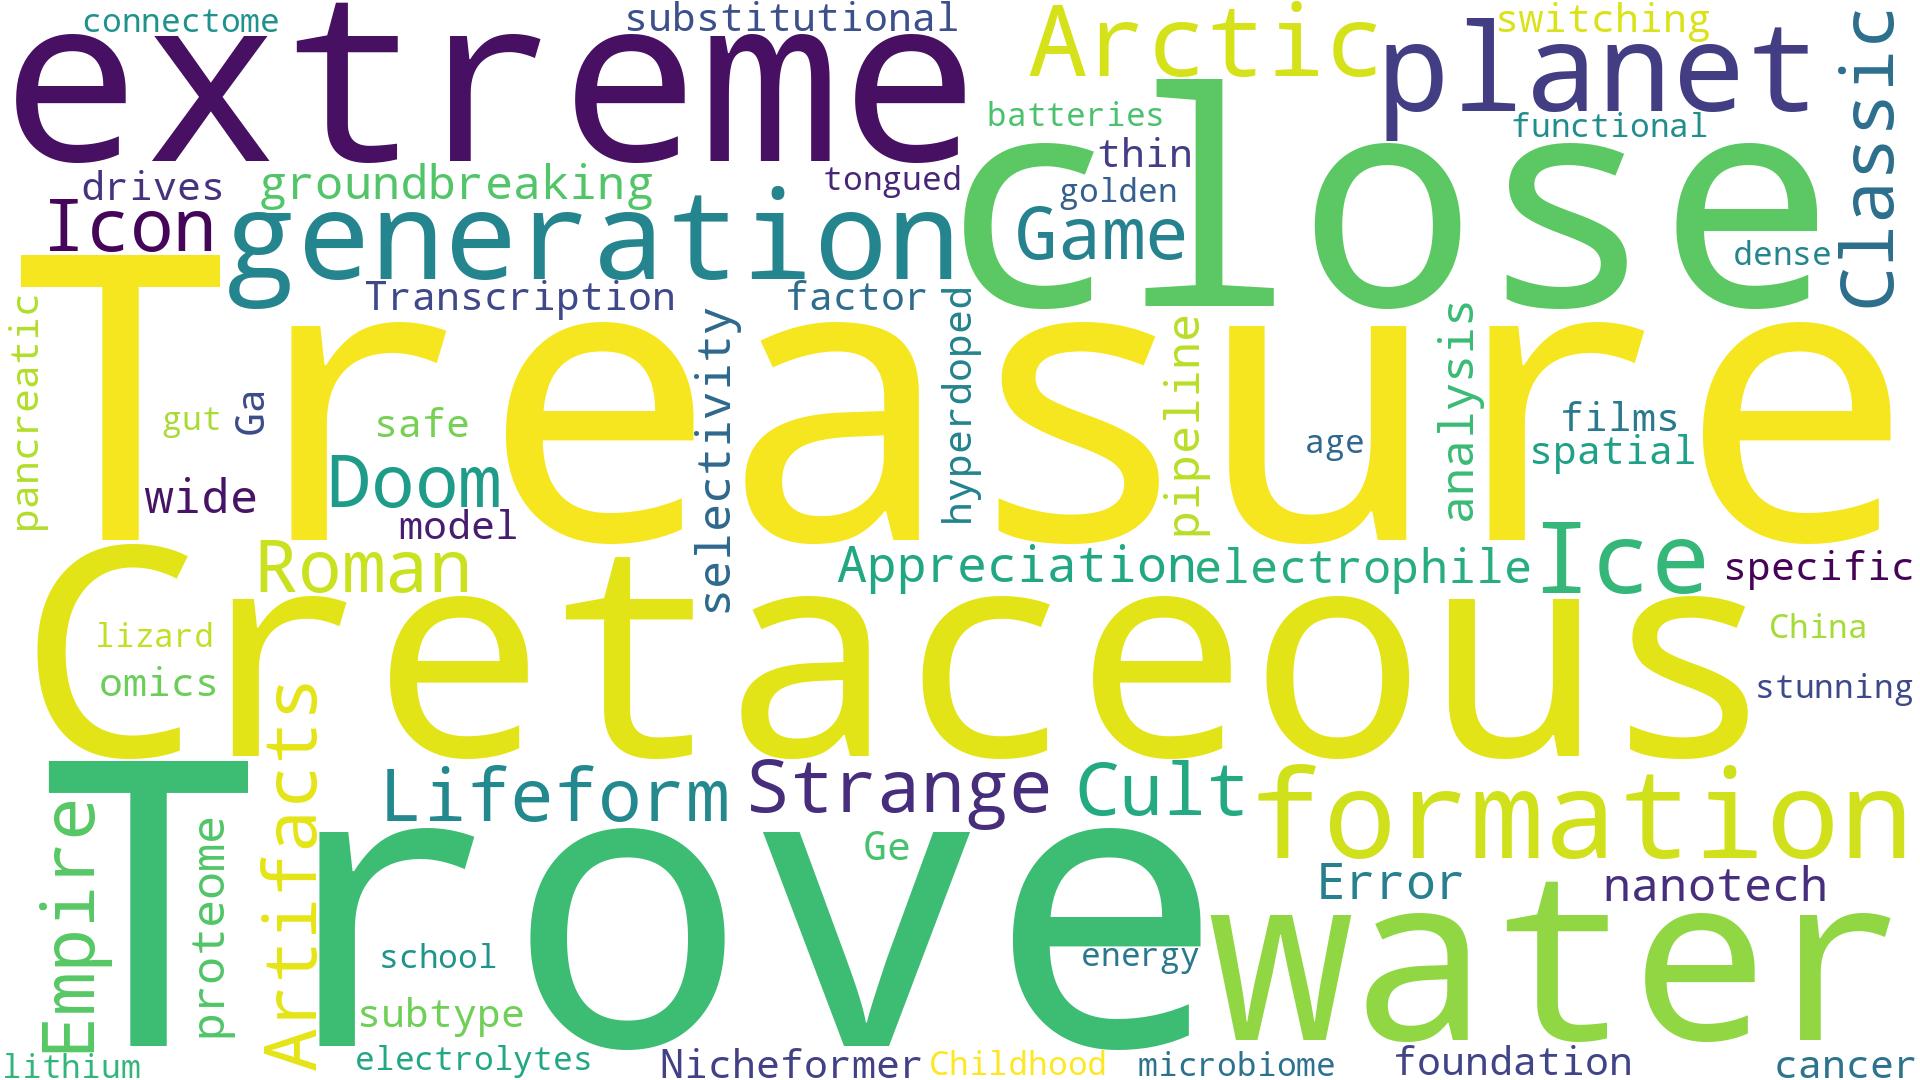 connectome
substitutional
Arctic
switching
extreme
planet
classic
batteries
functional
close
thin
drives
groundbreaking
tongued
golden
Icon
generation
Game
dense
Treasure
Transcription
factor
pancreatic
selectivity
hyperdoped
pipeline
analysis
gut
Ga
safe
age
films
spatial
wide
Doom
model
Roman
Appreciation
electrophile
Ice
specific
Cretaceous
lizard
China
omics
stunning
Artifacts
Lifeform
Strange
Cult
formation
Empire
Trove
proteome
Ge
Error
nanotech
water
school
energy
subtype
lithium
electrolytes
Nicheformer
Childhood
microbiome
foundation
cancer